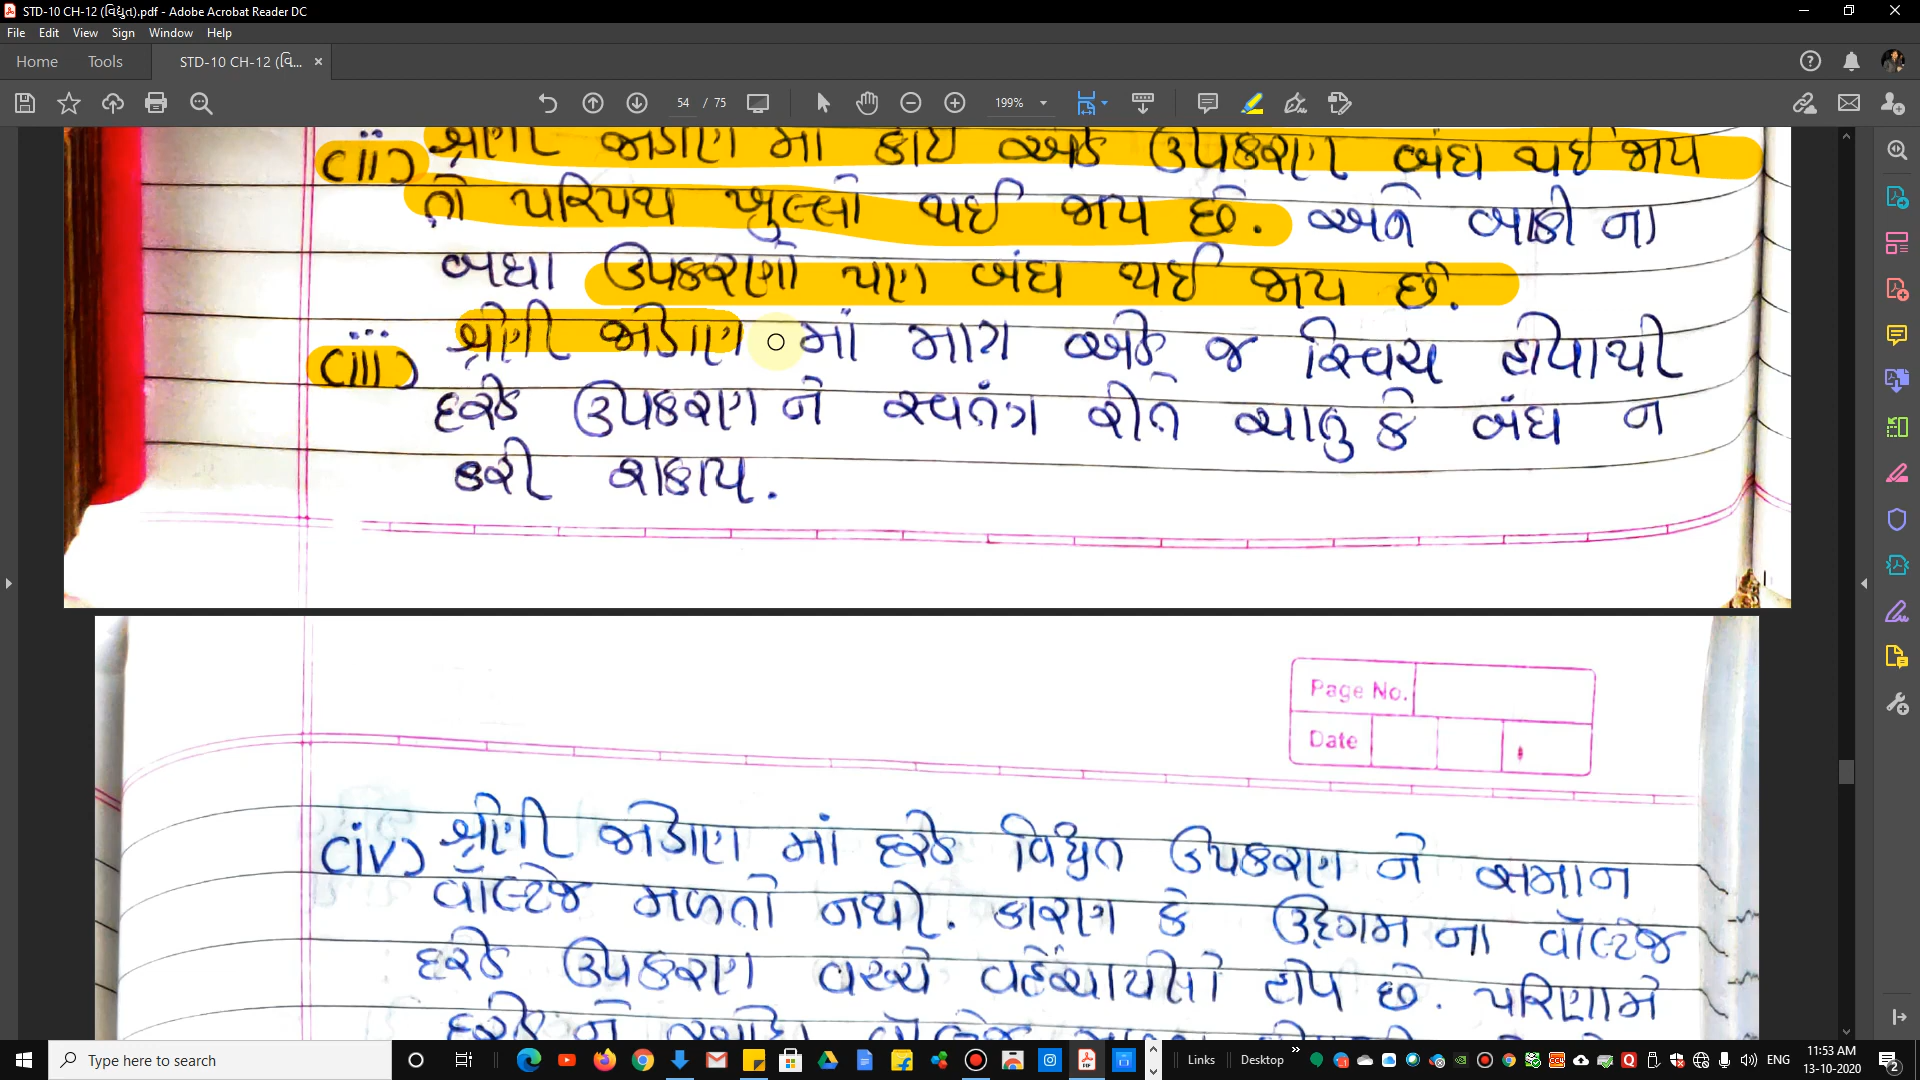 STD-10 CH-12 (વિદ્યુત).pdf - Adobe Acrobat Reader DC
File Edit View Sign Window Help
Home Tools STD-10 CH-12 (વિ... ×
54 / 75 199%
(ii) શ્રેણી જોડાણ માં કોઈ એક ઉપકરણ બંધ થઈ જાય
તો પરિપથ ખુલ્લો થઈ જાય છે. અને બાકી ના
બધા ઉપકરણો પણ બંધ થઈ જાય છે.
(iii) શ્રેણી જોડાણ માં માત્ર એક જ સ્વિચ હોવાથી
દરેક ઉપકરણ ને સ્વતંત્ર રીતે ચાલુ કે બંધ ન
કરી શકાય.
Page No.
Date
(iv) શ્રેણી જોડાણ માં દરેક વિદ્યુત ઉપકરણ ને સમાન
વોલ્ટેજ મળતો નથી. કારણ કે ઉદ્દગમ ના વોલ્ટેજ
દરેક ઉપકરણ વચ્ચે વહેંચાયેલો હોય છે. પરિણામે
દરેક ને
Type here to search
Links Desktop ENG 11:53 AM
13-10-2020
2